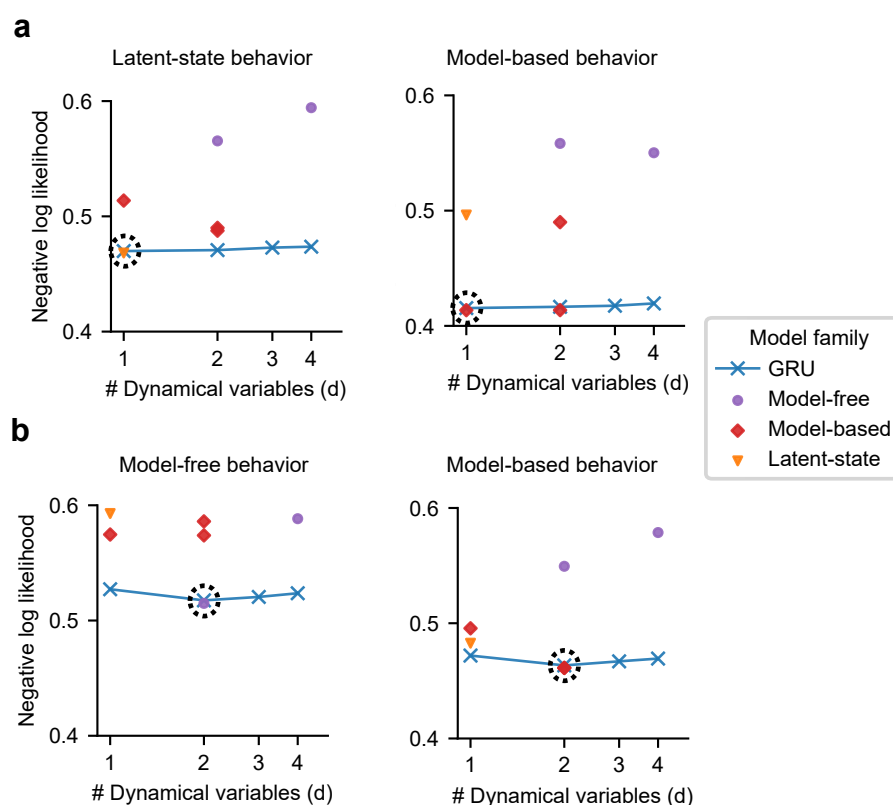 a
Latent-state behavior
Model-based behavior
Negative log likelihood
0.6
0.5
0.4
1 2 3 4
# Dynamical variables (d)
0.6
0.5
0.4
1 2 3 4
# Dynamical variables (d)
Model family
GRU
Model-free
Model-based
Latent-state
b
Model-free behavior
Model-based behavior
Negative log likelihood
0.6
0.5
0.4
1 2 3 4
# Dynamical variables (d)
0.6
0.5
0.4
1 2 3 4
# Dynamical variables (d)